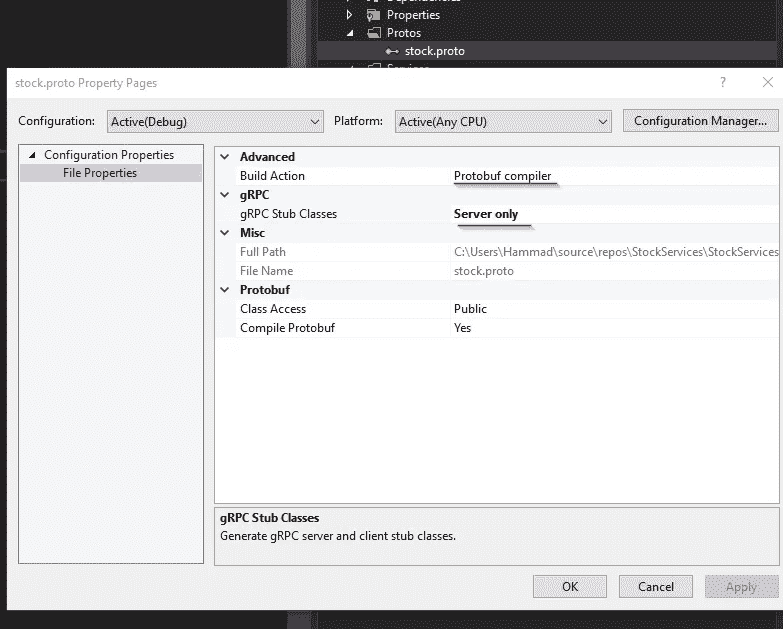 Properties
Protos
stock.proto
stock.proto Property Pages
?
Configuration: Active(Debug) Platform: Active(Any CPU) Configuration Manager...
Configuration Properties
File Properties
Advanced
Build Action Protobuf compiler
gRPC
gRPC Stub Classes Server only
Misc
Full Path C:\Users\Hammad\source\repos\StockServices\StockServices
File Name stock.proto
Protobuf
Class Access Public
Compile Protobuf Yes
gRPC Stub Classes
Generate gRPC server and client stub classes.
OK Cancel Apply